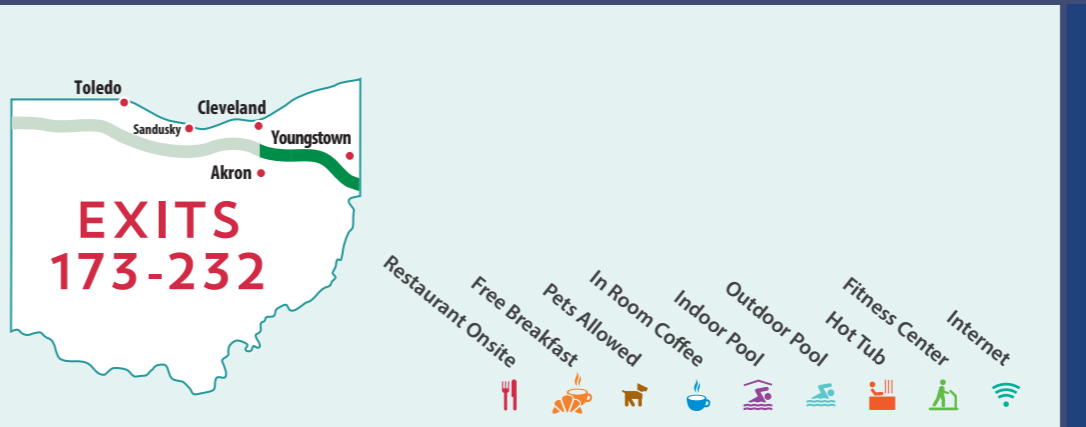 Toledo
Cleveland
Sandusky
Youngstown
Akron
EXITS
173-232
Restaurant Onsite
Free Breakfast
Pets Allowed
In Room Coffee
Indoor Pool
Outdoor Pool
Hot Tub
Fitness Center
Internet